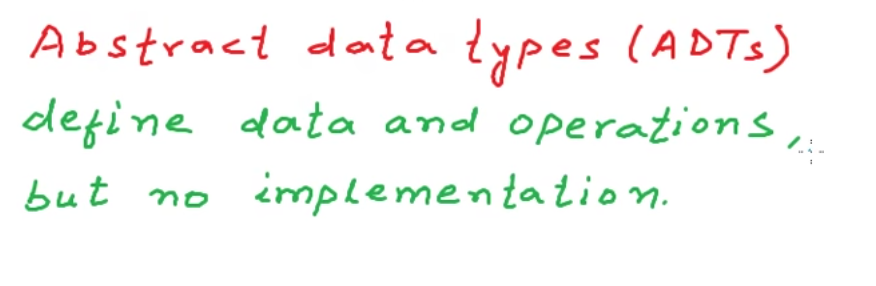 Abstract data types (ADTs)
define data and operations,
but no implementation.